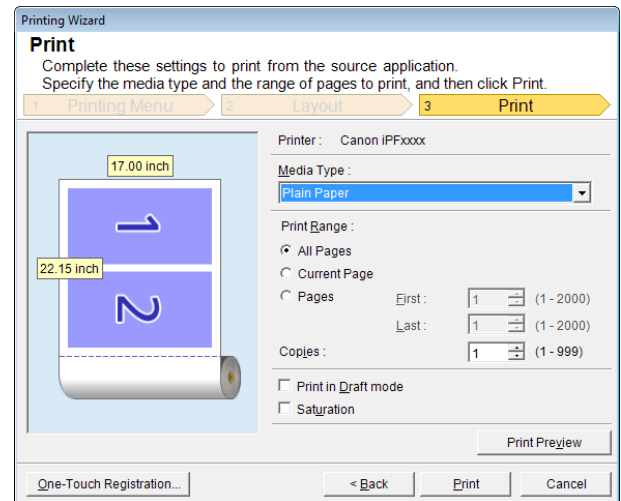 Printing Wizard
Print
Complete these settings to print from the source application.
Specify the media type and the range of pages to print, and then click Print.
1 Printing Menu 2 Layout 3 Print
Printer : Canon iPFxxxx
17.00 inch
Media Type :
Plain Paper
1
Print Range :
All Pages
22.15 inch
Current Page
2
Pages First : 1 (1 - 2000)
Last : 1 (1 - 2000)
Copies : 1 (1 - 999)
Print in Draft mode
Saturation
Print Preview
One-Touch Registration... < Back Print Cancel